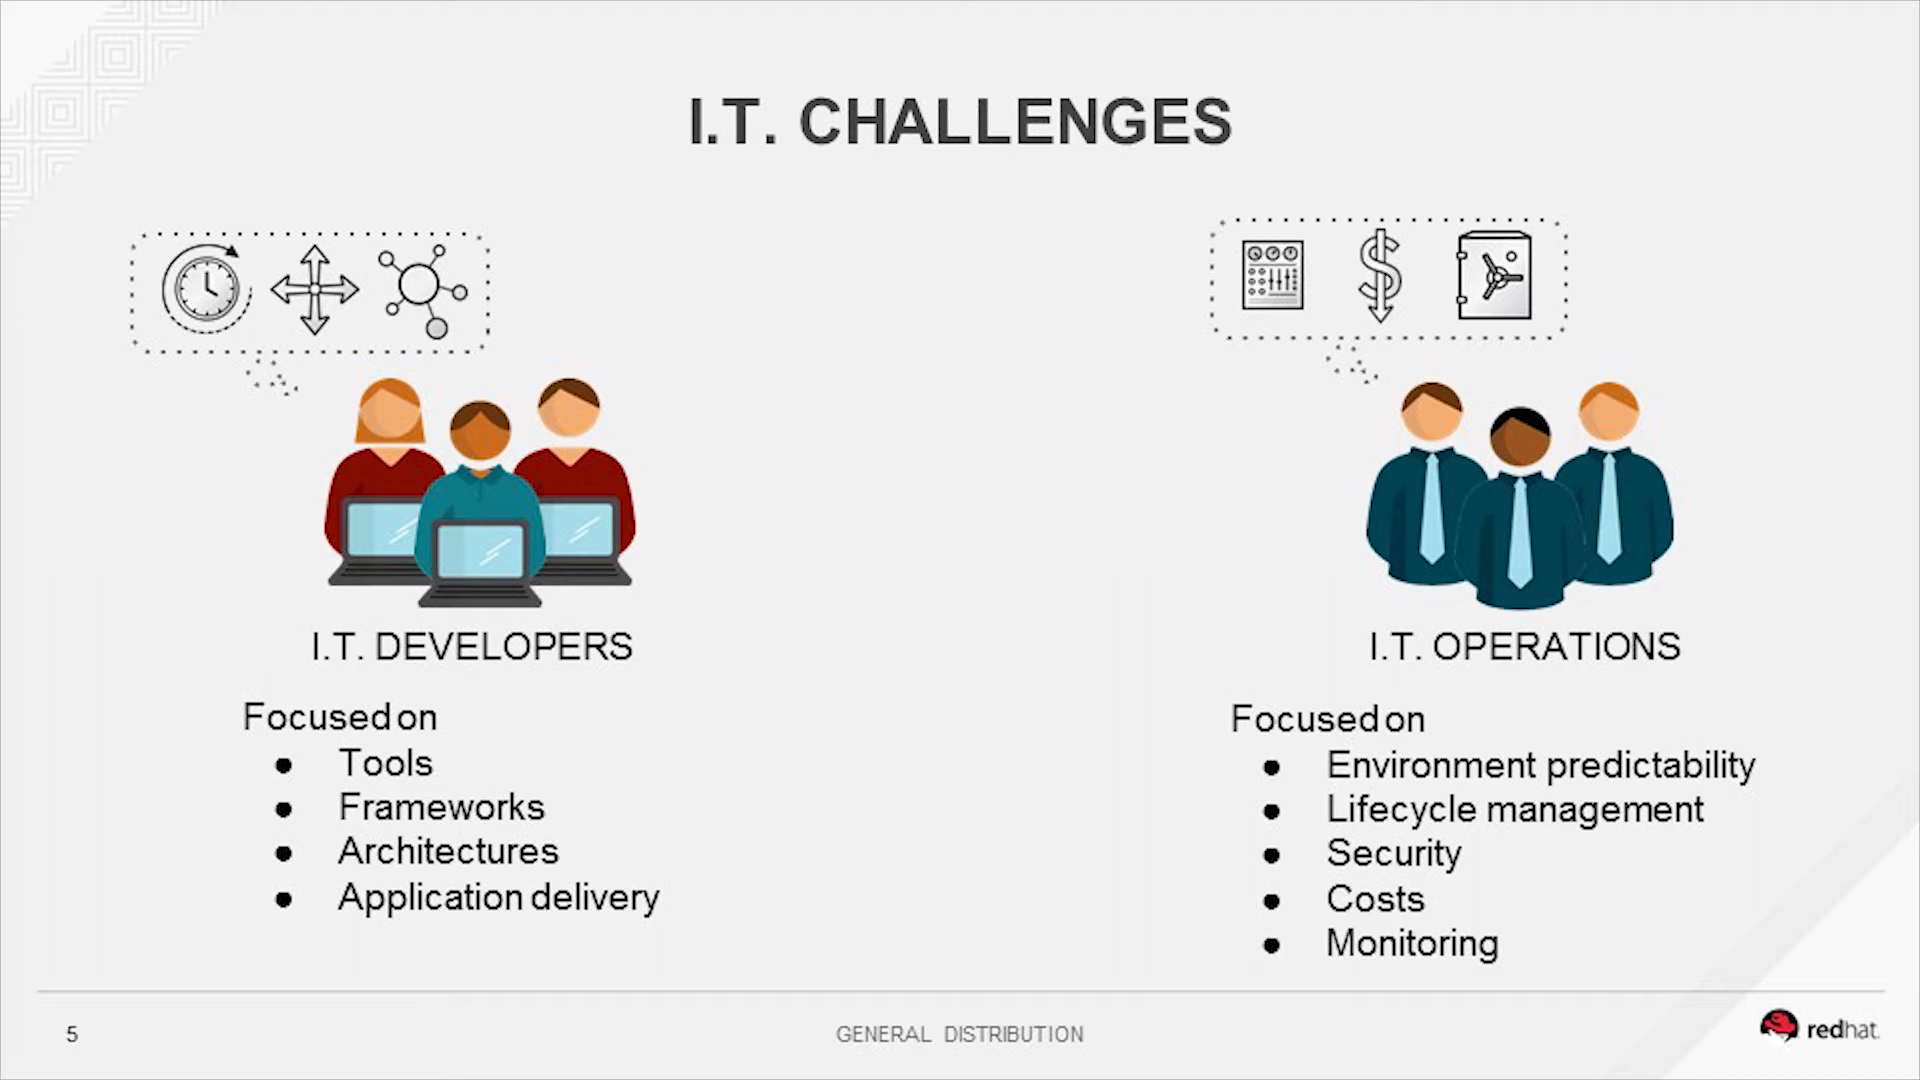 I.T. CHALLENGES
I.T. DEVELOPERS
Focused on
● Tools
● Frameworks
● Architectures
● Application delivery
I.T. OPERATIONS
Focused on
● Environment predictability
● Lifecycle management
● Security
● Costs
● Monitoring
5
GENERAL DISTRIBUTION
redhat.